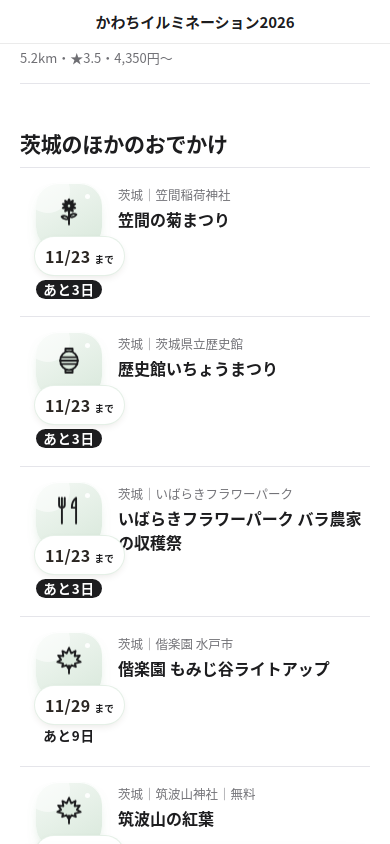 かわちイルミネーション2026
5.2km・★3.5・4,350円〜
茨城のほかのおでかけ
茨城｜笠間稲荷神社
笠間の菊まつり
11/23 まで
あと3日
茨城｜茨城県立歴史館
歴史館いちょうまつり
11/23 まで
あと3日
茨城｜いばらきフラワーパーク
いばらきフラワーパーク バラ農家
の収穫祭
11/23 まで
あと3日
茨城｜偕楽園 水戸市
偕楽園 もみじ谷ライトアップ
11/29 まで
あと9日
茨城｜筑波山神社｜無料
筑波山の紅葉